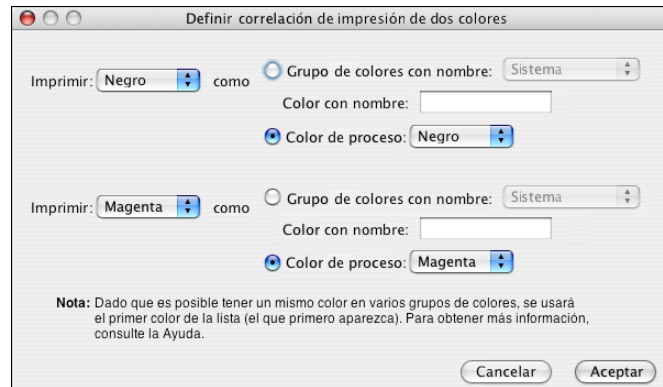 Definir correlación de impresión de dos colores
Imprimir: Negro como Grupo de colores con nombre: Sistema
Color con nombre:
Color de proceso: Negro
Imprimir: Magenta como Grupo de colores con nombre: Sistema
Color con nombre:
Color de proceso: Magenta
Nota: Dado que es posible tener un mismo color en varios grupos de colores, se usará
el primer color de la lista (el que primero aparezca). Para obtener más información,
consulte la Ayuda.
Cancelar Aceptar